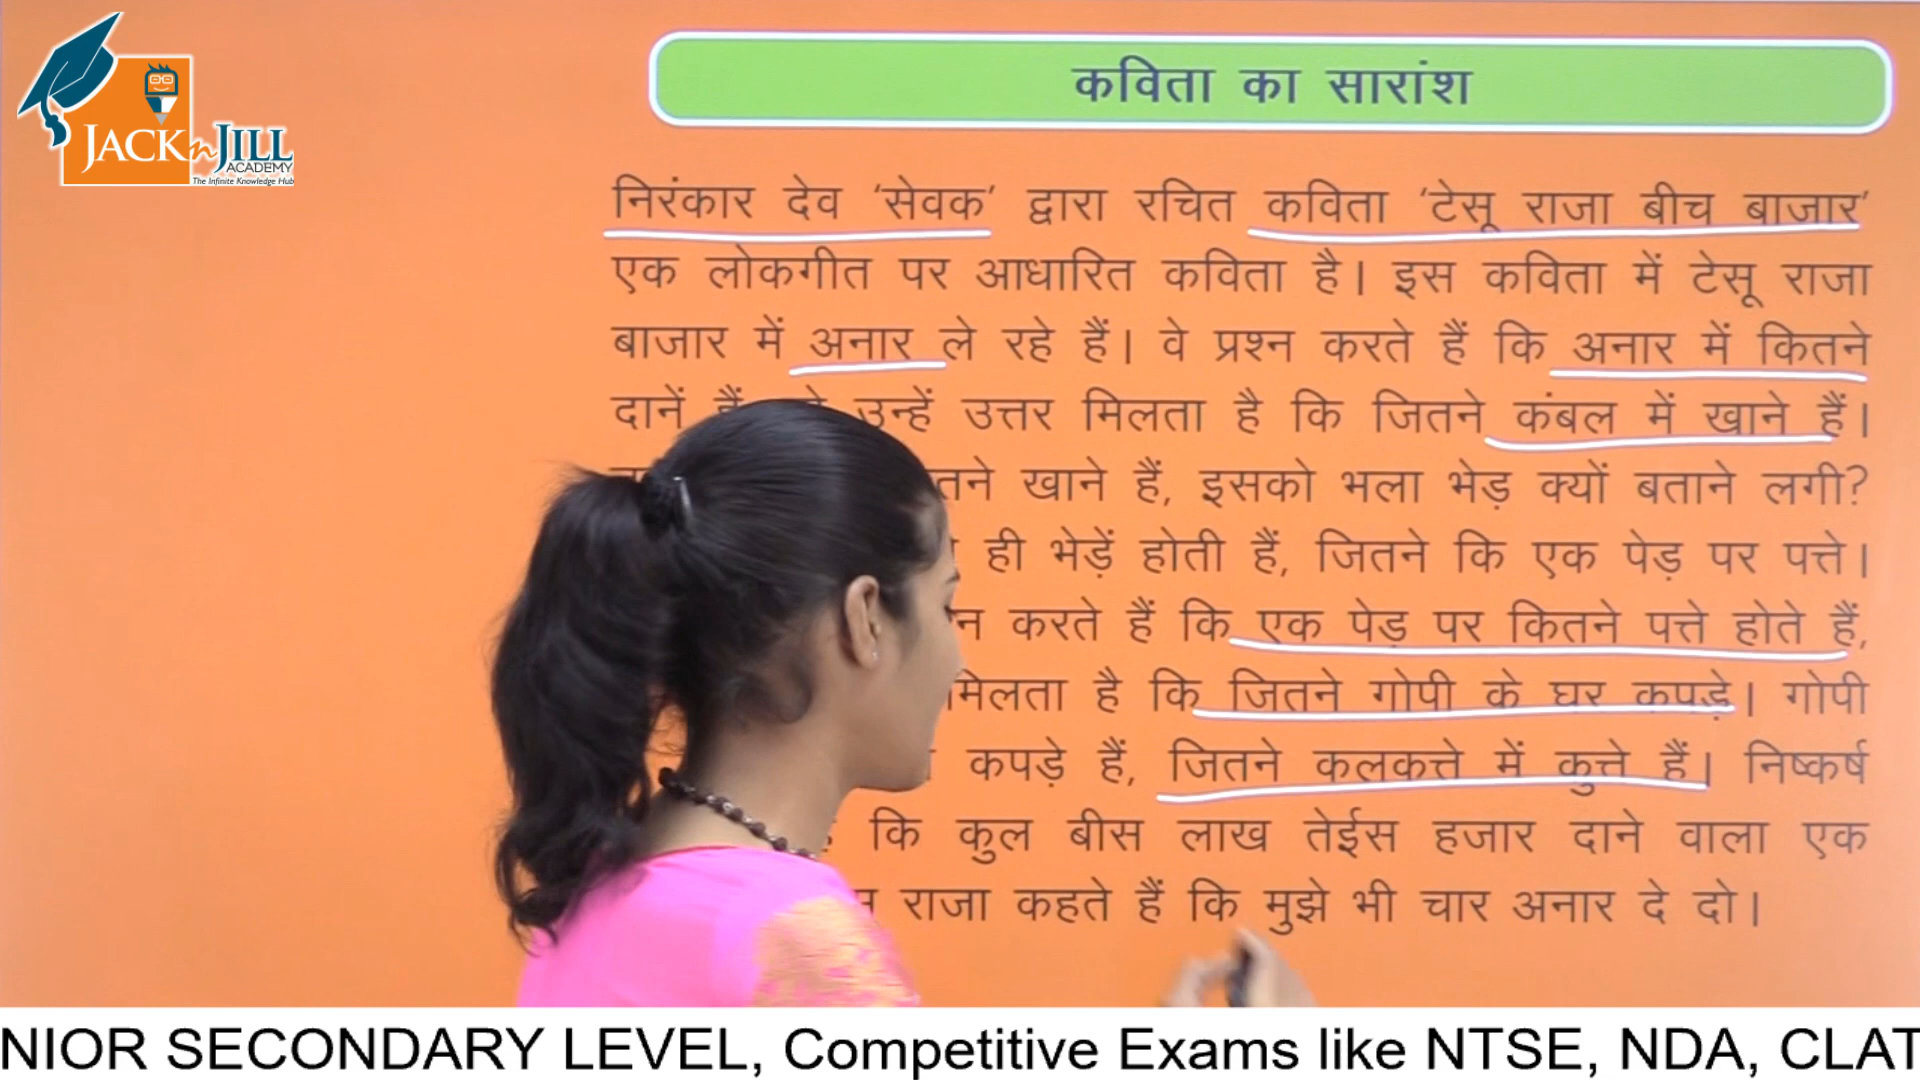 JACK n JILL
ACADEMY
The Infinite Knowledge Hub
कविता का सारांश
निरंकार देव ‘सेवक’ द्वारा रचित कविता ‘टेसू राजा बीच बाजार’
एक लोकगीत पर आधारित कविता है। इस कविता में टेसू राजा
बाजार में अनार ले रहे हैं। वे प्रश्न करते हैं कि अनार में कितने
दानें उन्हें उत्तर मिलता है कि जितने कंबल में खाने हैं।
खाने हैं, इसको भला भेड़ क्यों बताने लगी?
ही भेड़ें होती हैं, जितने कि एक पेड़ पर पत्ते।
करते हैं कि एक पेड़ पर कितने पत्ते होते हैं,
मिलता है कि जितने गोपी के घर कपड़े। गोपी
कपड़े हैं, जितने कलकत्ते में कुत्ते हैं। निष्कर्ष
कि कुल बीस लाख तेईस हजार दाने वाला एक
राजा कहते हैं कि मुझे भी चार अनार दे दो।
NIOR SECONDARY LEVEL, Competitive Exams like NTSE, NDA, CLAT